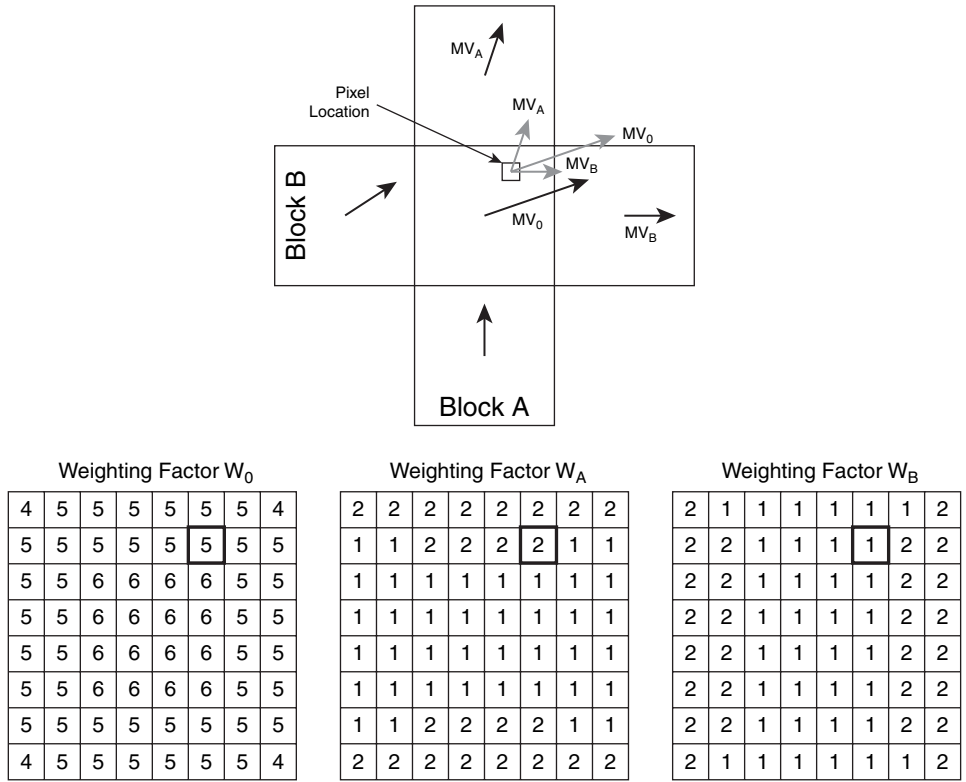 MV_A
Pixel
Location
MV_A
MV_0
MV_B
MV_0
MV_B
Block B
Block A
Weighting Factor W_0
4 5 5 5 5 5 5 4
5 5 5 5 5 5 5 5
5 5 6 6 6 6 5 5
5 5 6 6 6 6 5 5
5 5 6 6 6 6 5 5
5 5 6 6 6 6 5 5
5 5 5 5 5 5 5 5
4 5 5 5 5 5 5 4
Weighting Factor W_A
2 2 2 2 2 2 2 2
1 1 2 2 2 2 1 1
1 1 1 1 1 1 1 1
1 1 1 1 1 1 1 1
1 1 1 1 1 1 1 1
1 1 1 1 1 1 1 1
1 1 2 2 2 2 1 1
2 2 2 2 2 2 2 2
Weighting Factor W_B
2 1 1 1 1 1 1 2
2 2 1 1 1 1 2 2
2 2 1 1 1 1 2 2
2 2 1 1 1 1 2 2
2 2 1 1 1 1 2 2
2 2 1 1 1 1 2 2
2 2 1 1 1 1 2 2
2 1 1 1 1 1 1 2